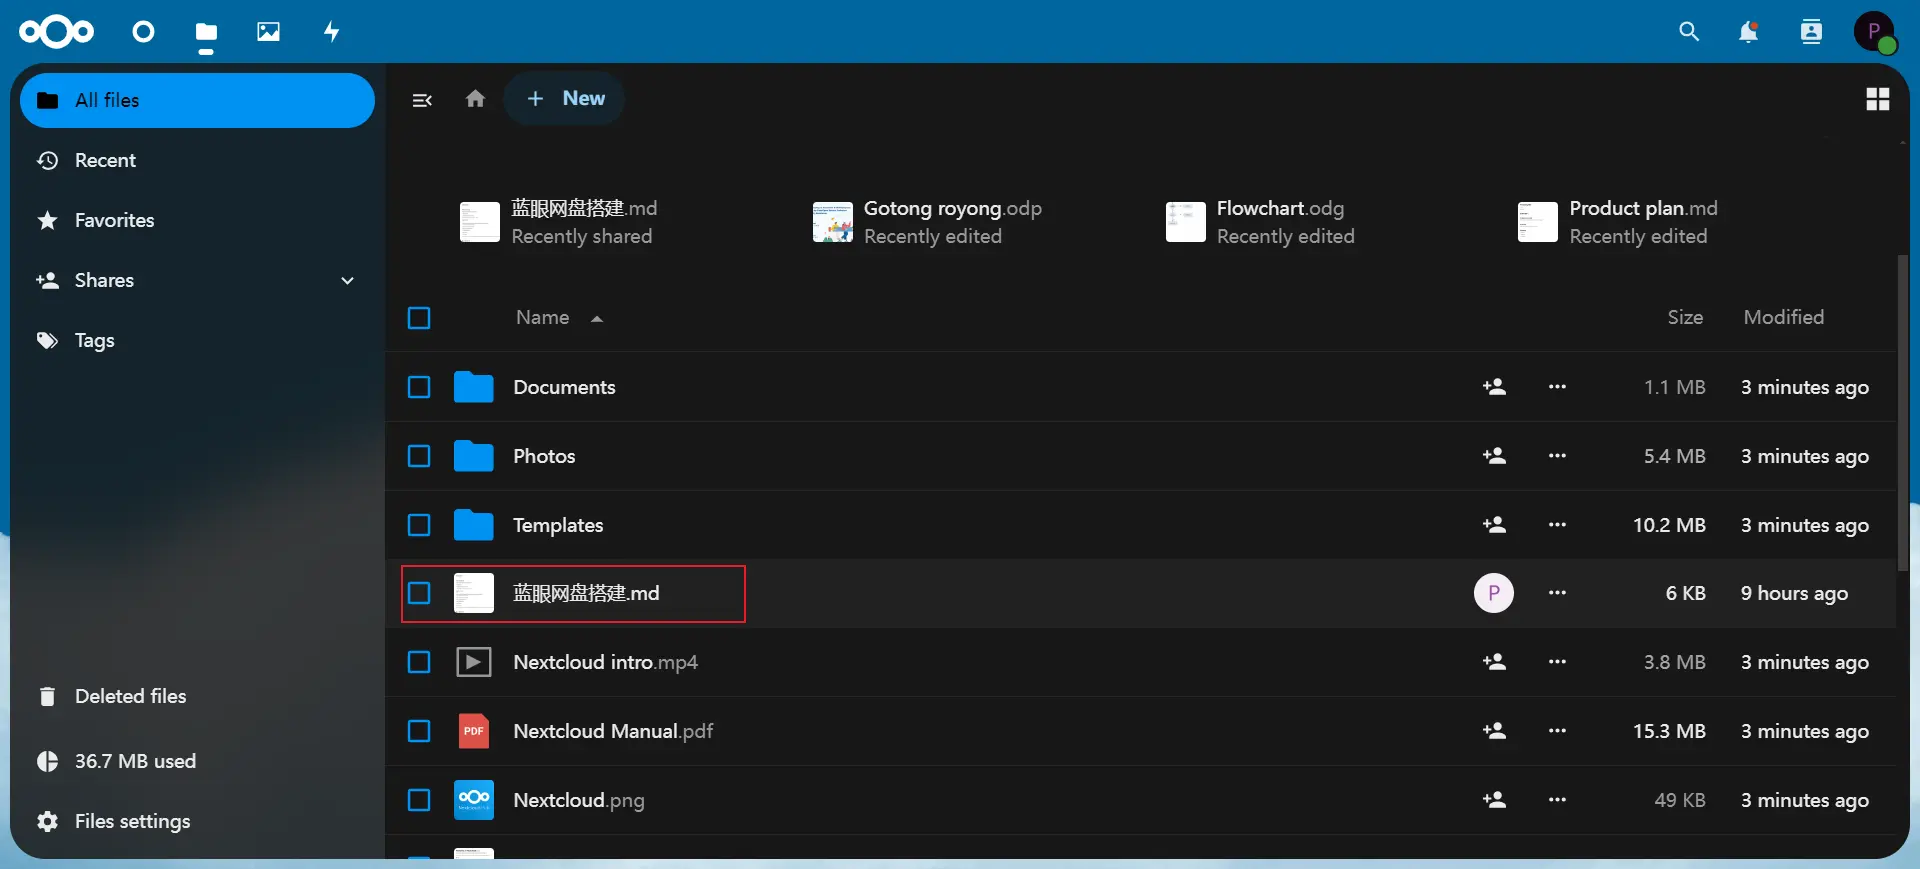 P
All files
New
Recent
Favorites
Shares
Tags
蓝眼网盘搭建.md
Recently shared
Gotong royong.odp
Recently edited
Flowchart.odg
Recently edited
Product plan.md
Recently edited
Name Size Modified
Documents 1.1 MB 3 minutes ago
Photos 5.4 MB 3 minutes ago
Templates 10.2 MB 3 minutes ago
蓝眼网盘搭建.md P 6 KB 9 hours ago
Nextcloud intro.mp4 3.8 MB 3 minutes ago
PDF Nextcloud Manual.pdf 15.3 MB 3 minutes ago
Nextcloud.png 49 KB 3 minutes ago
Deleted files
36.7 MB used
Files settings